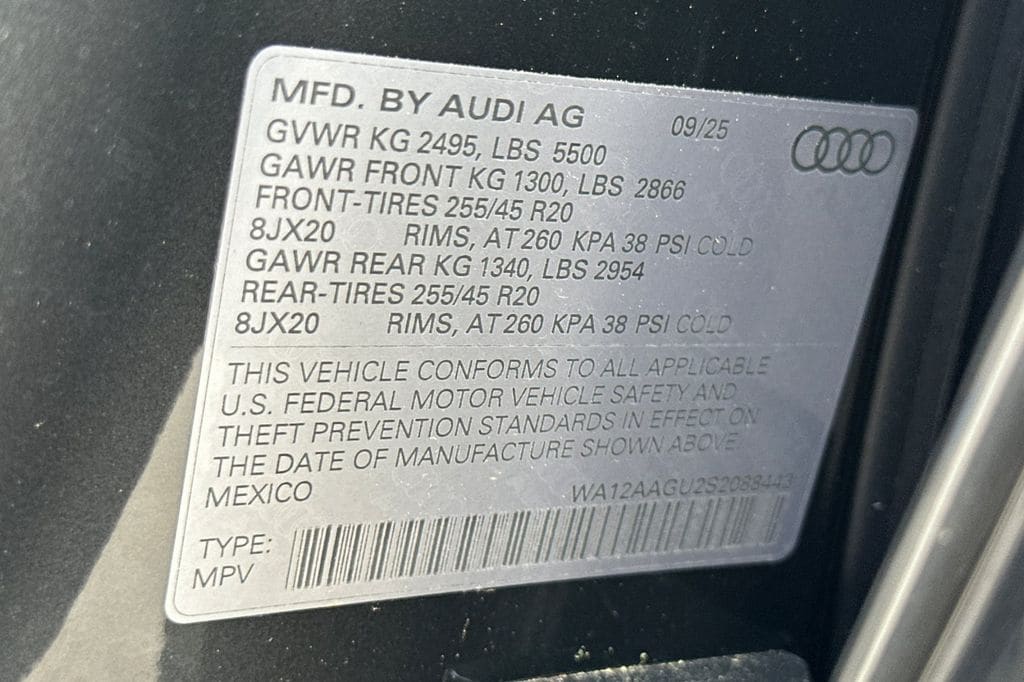 MFD. BY AUDI AG 09/25
GVWR KG 2495, LBS 5500
GAWR FRONT KG 1300, LBS 2866
FRONT-TIRES 255/45 R20
8JX20 RIMS, AT 260 KPA 38 PSI COLD
GAWR REAR KG 1340, LBS 2954
REAR-TIRES 255/45 R20
8JX20 RIMS, AT 260 KPA 38 PSI COLD
THIS VEHICLE CONFORMS TO ALL APPLICABLE
U.S. FEDERAL MOTOR VEHICLE SAFETY AND
THEFT PREVENTION STANDARDS IN EFFECT ON
THE DATE OF MANUFACTURE SHOWN ABOVE.
MEXICO WA12AAGU2S2088443
TYPE:
MPV